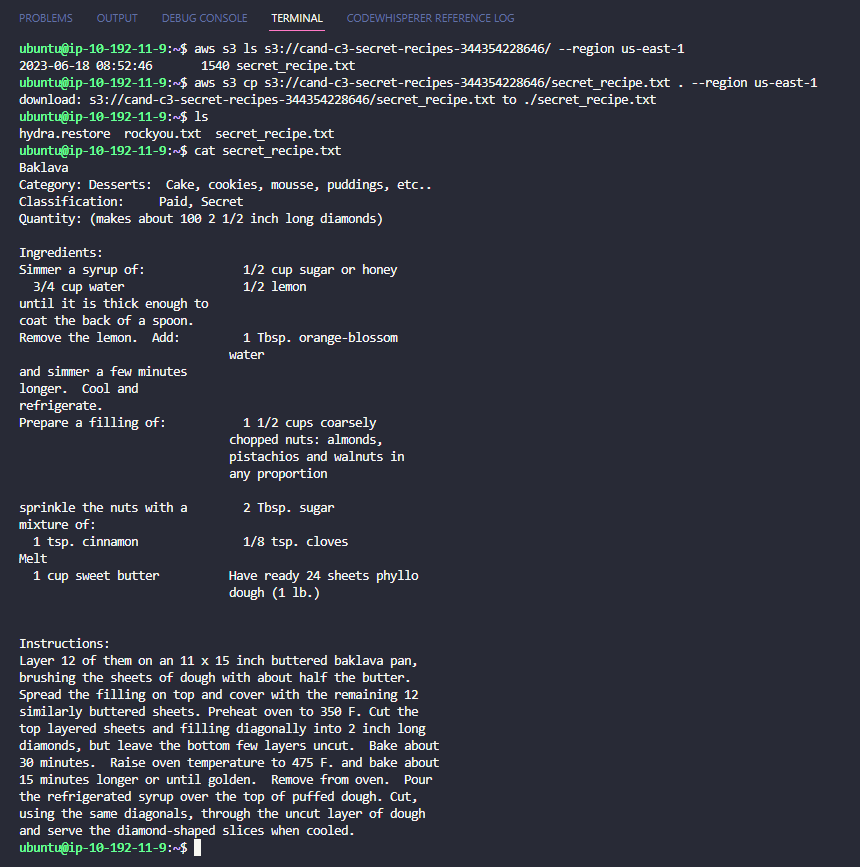 PROBLEMS OUTPUT DEBUG CONSOLE TERMINAL CODEWHISPERER REFERENCE LOG
ubuntu@ip-10-192-11-9:~$ aws s3 ls s3://cand-c3-secret-recipes-344354228646/ --region us-east-1
2023-06-18 08:52:46       1540 secret_recipe.txt
ubuntu@ip-10-192-11-9:~$ aws s3 cp s3://cand-c3-secret-recipes-344354228646/secret_recipe.txt . --region us-east-1
download: s3://cand-c3-secret-recipes-344354228646/secret_recipe.txt to ./secret_recipe.txt
ubuntu@ip-10-192-11-9:~$ ls
hydra.restore  rockyou.txt  secret_recipe.txt
ubuntu@ip-10-192-11-9:~$ cat secret_recipe.txt
Baklava
Category: Desserts:  Cake, cookies, mousse, puddings, etc..
Classification:     Paid, Secret
Quantity: (makes about 100 2 1/2 inch long diamonds)

Ingredients:
Simmer a syrup of:              1/2 cup sugar or honey
  3/4 cup water                 1/2 lemon
until it is thick enough to
coat the back of a spoon.
Remove the lemon.  Add:         1 Tbsp. orange-blossom
                              water
and simmer a few minutes
longer.  Cool and
refrigerate.
Prepare a filling of:           1 1/2 cups coarsely
                              chopped nuts: almonds,
                              pistachios and walnuts in
                              any proportion

sprinkle the nuts with a        2 Tbsp. sugar
mixture of:
  1 tsp. cinnamon               1/8 tsp. cloves
Melt
  1 cup sweet butter          Have ready 24 sheets phyllo
                              dough (1 lb.)

Instructions:
Layer 12 of them on an 11 x 15 inch buttered baklava pan,
brushing the sheets of dough with about half the butter.
Spread the filling on top and cover with the remaining 12
similarly buttered sheets. Preheat oven to 350 F. Cut the
top layered sheets and filling diagonally into 2 inch long
diamonds, but leave the bottom few layers uncut.  Bake about
30 minutes.  Raise oven temperature to 475 F. and bake about
15 minutes longer or until golden.  Remove from oven.  Pour
the refrigerated syrup over the top of puffed dough. Cut,
using the same diagonals, through the uncut layer of dough
and serve the diamond-shaped slices when cooled.
ubuntu@ip-10-192-11-9:~$